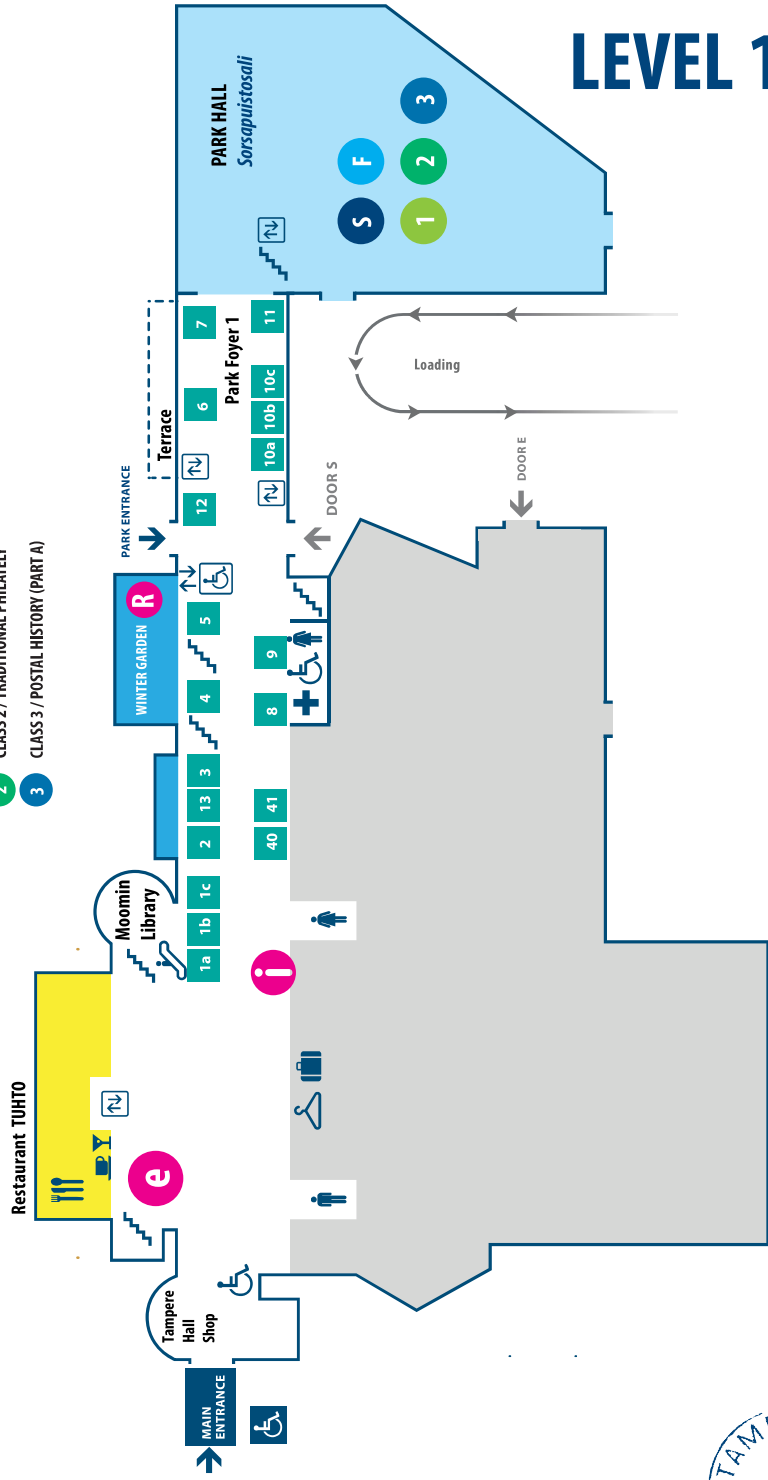 LEVEL 1
PARK HALL
Sorsapuistosali
S
F
1
2
3
7
6
12
11
10c
10b
10a
Park Foyer 1
Terrace
PARK ENTRANCE
Loading
DOOR S
DOOR E
CLASS 3 / POSTAL HISTORY (PART A)
2
3
WINTER GARDEN
R
5
4
3
13
2
1c
1b
1a
9
8
41
40
Moomin
Library
i
Restaurant TUHTO
e
Tampere
Hall
Shop
MAIN
ENTRANCE
CLASS 2 / TRADITIONAL PHILATELY